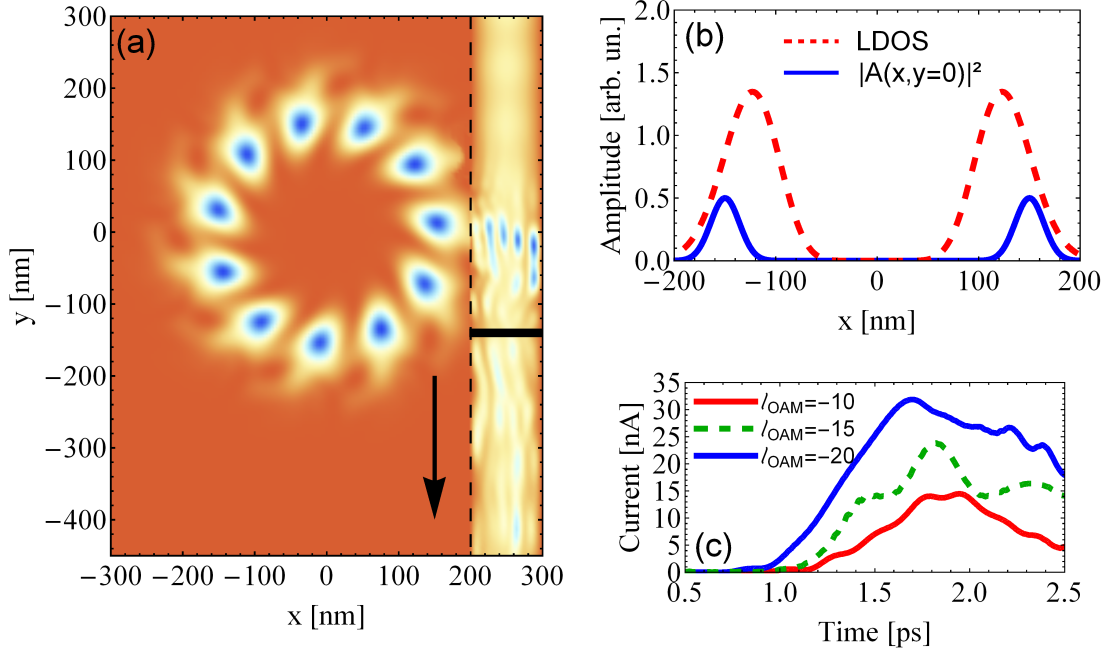 (a)
300
200
100
0
−100
−200
−300
−400
y [nm]
−300 −200 −100 0 100 200 300
x [nm]
(b)
2.0
1.5
1.0
0.5
0.0
Amplitude [arb. un.]
LDOS
|A(x,y=0)|²
−200 −100 0 100 200
x [nm]
35
30
25
20
15
10
5
0
Current [nA]
lOAM=−10
lOAM=−15
lOAM=−20
(c)
0.5 1.0 1.5 2.0 2.5
Time [ps]